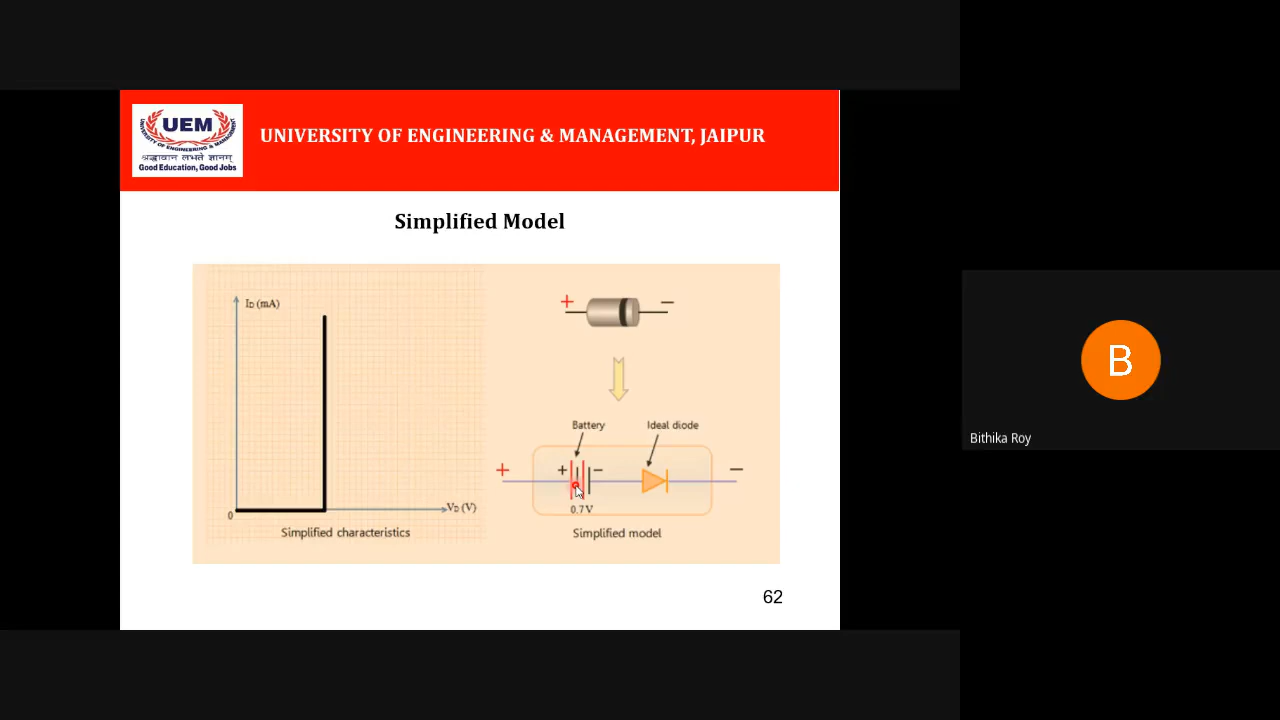 UEM
UNIVERSITY OF ENGINEERING & MANAGEMENT
श्रद्धावान लभते ज्ञानम्
Good Education, Good Jobs
UNIVERSITY OF ENGINEERING & MANAGEMENT, JAIPUR
Simplified Model
I_D (mA)
0
V_D (V)
Simplified characteristics
+ −
Battery
Ideal diode
+ + − −
0.7V
Simplified model
62
B
Bithika Roy